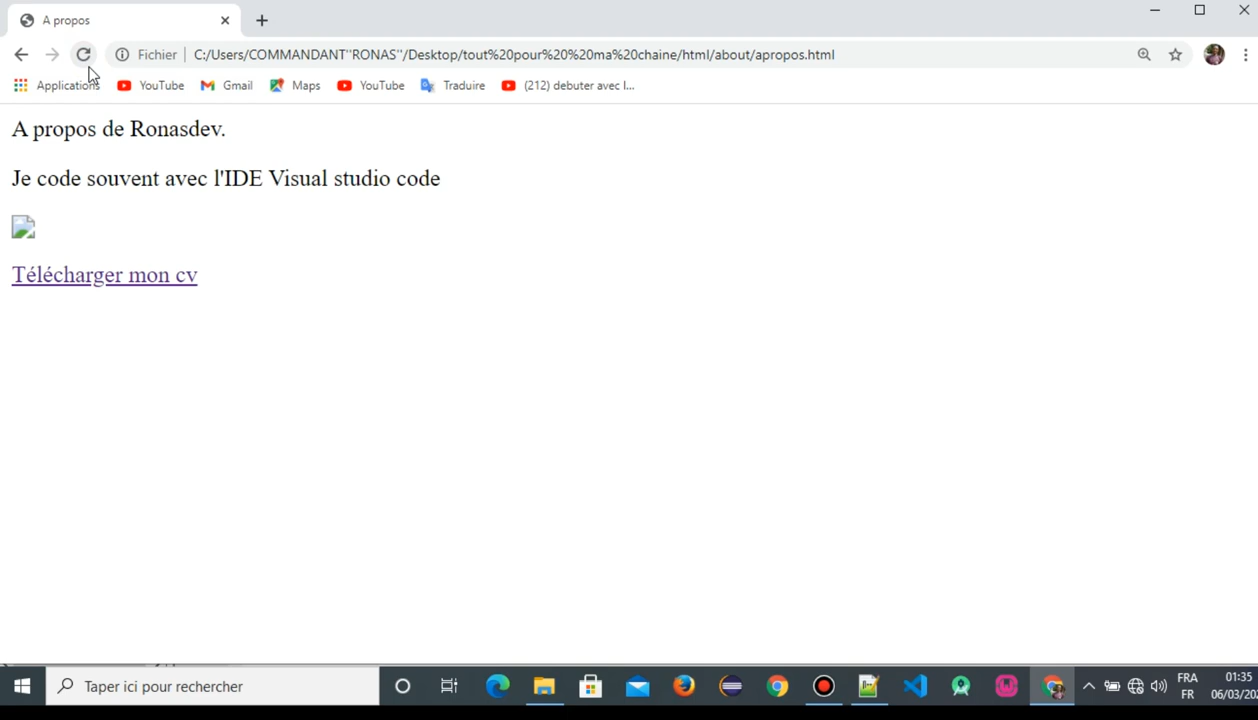 A propos
Fichier
C:/Users/COMMANDANT''RONAS''/Desktop/tout%20pour%20%20ma%20chaine/html/about/apropos.html
Applications YouTube Gmail Maps YouTube Traduire (212) debuter avec l...
A propos de Ronasdev.
Je code souvent avec l'IDE Visual studio code
Télécharger mon cv
Taper ici pour rechercher
FRA
FR
01:35
06/03/202